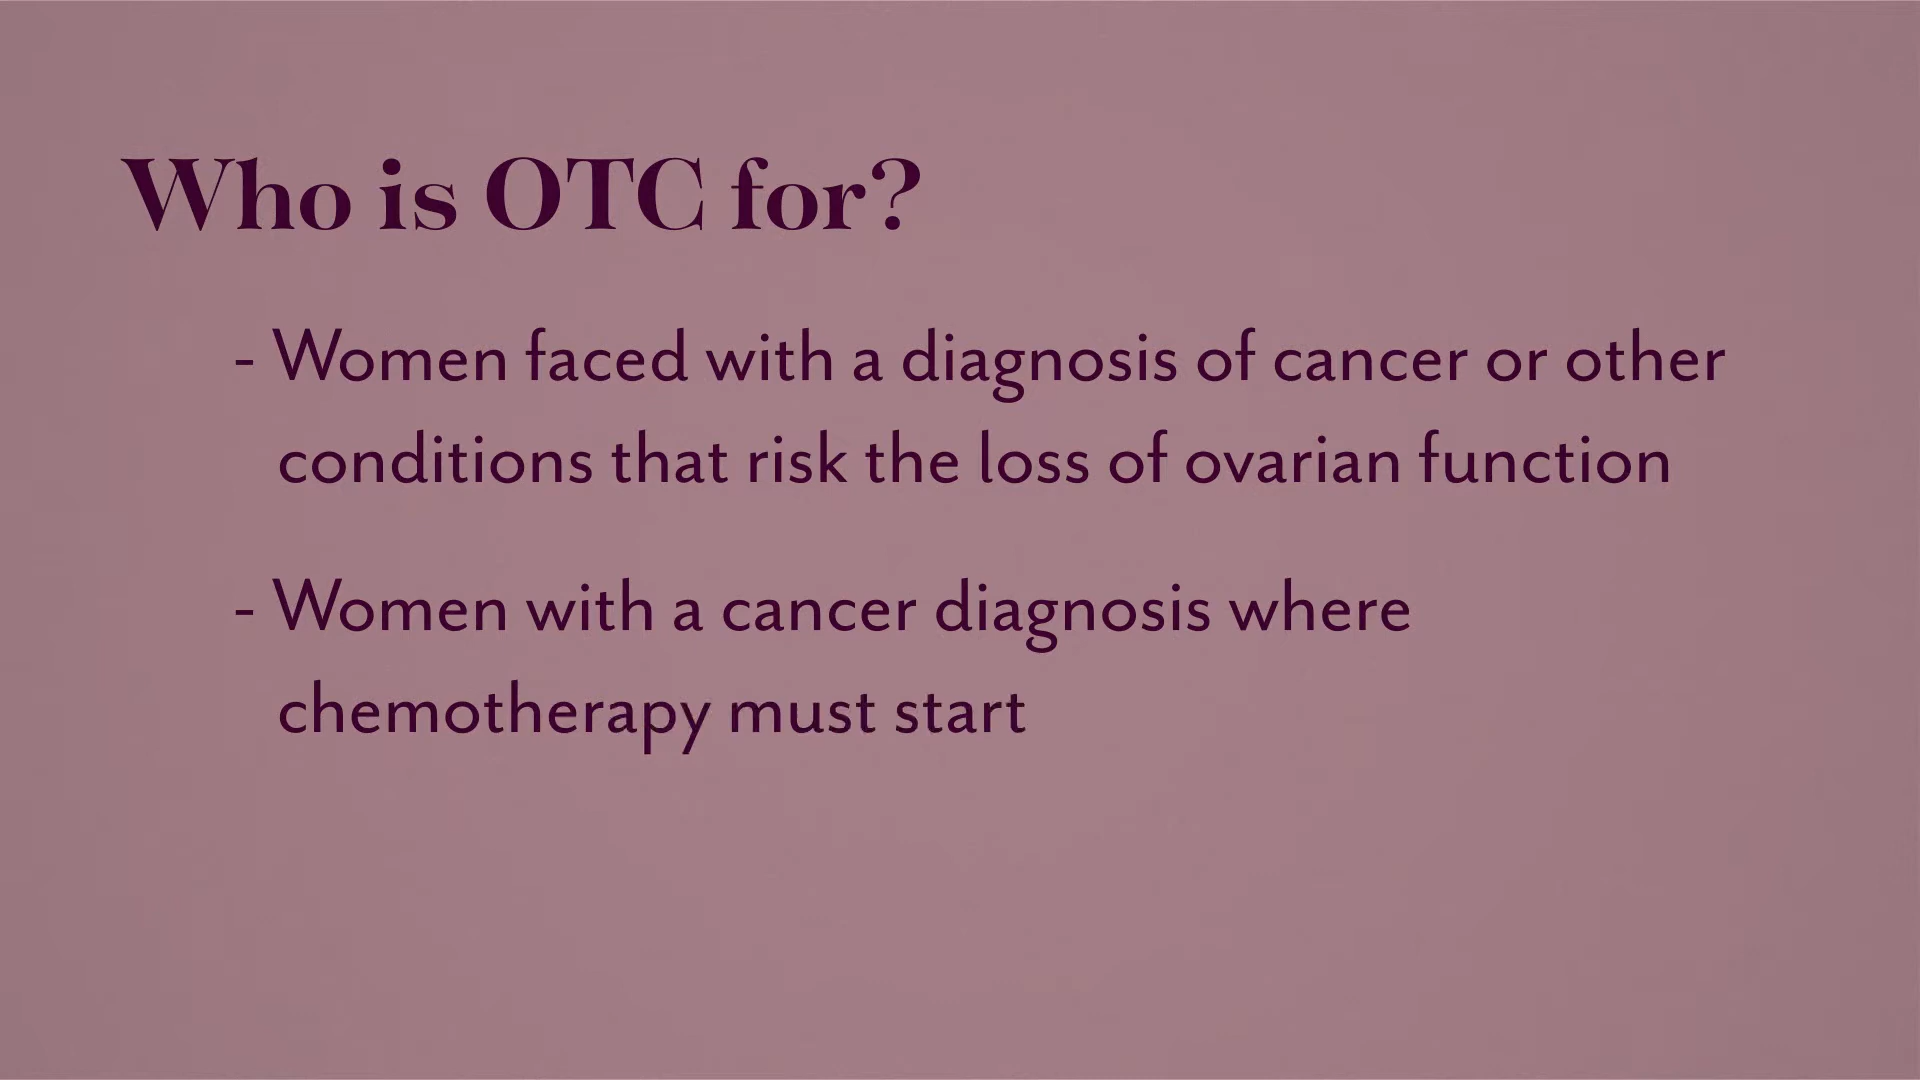 Who is OTC for?
- Women faced with a diagnosis of cancer or other
conditions that risk the loss of ovarian function
- Women with a cancer diagnosis where
chemotherapy must start